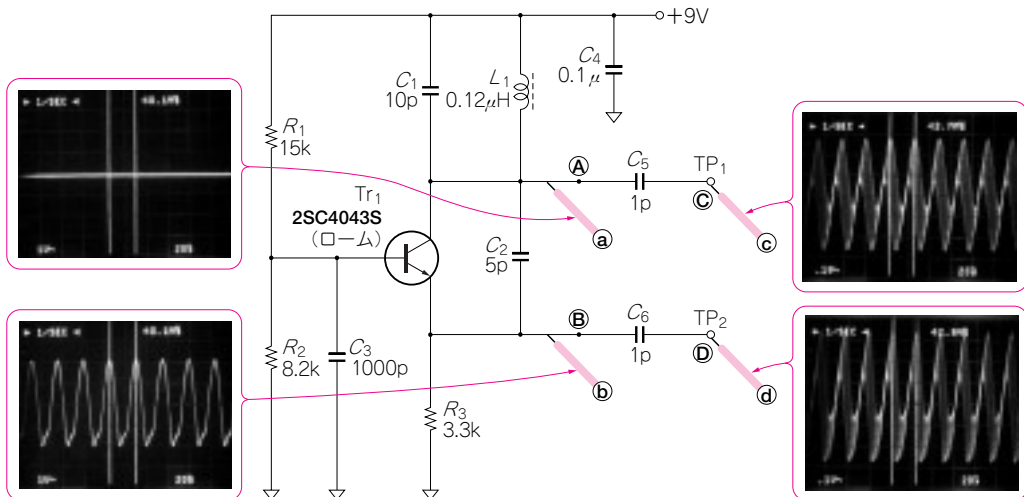 +9V
C₁
10p
L₁
0.12μH
C₄
0.1μ
R₁
15k
Tr₁
2SC4043S
(ローム)
Ⓐ
C₅
1p
TP₁
Ⓒ
ⓐ
ⓒ
C₂
5p
R₂
8.2k
C₃
1000p
Ⓑ
C₆
1p
TP₂
Ⓓ
ⓑ
ⓓ
R₃
3.3k